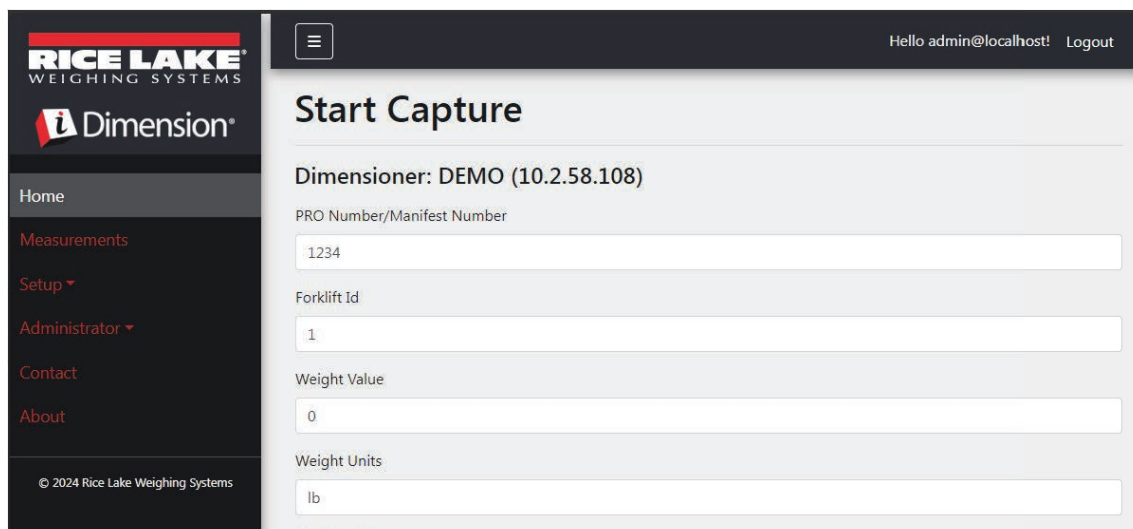 RICE LAKE®
WEIGHING SYSTEMS
i Dimension®
Home
Measurements
Setup
Administrator
Contact
About
© 2024 Rice Lake Weighing Systems
Hello admin@localhost! Logout
Start Capture
Dimensioner: DEMO (10.2.58.108)
PRO Number/Manifest Number
1234
Forklift Id
1
Weight Value
0
Weight Units
lb